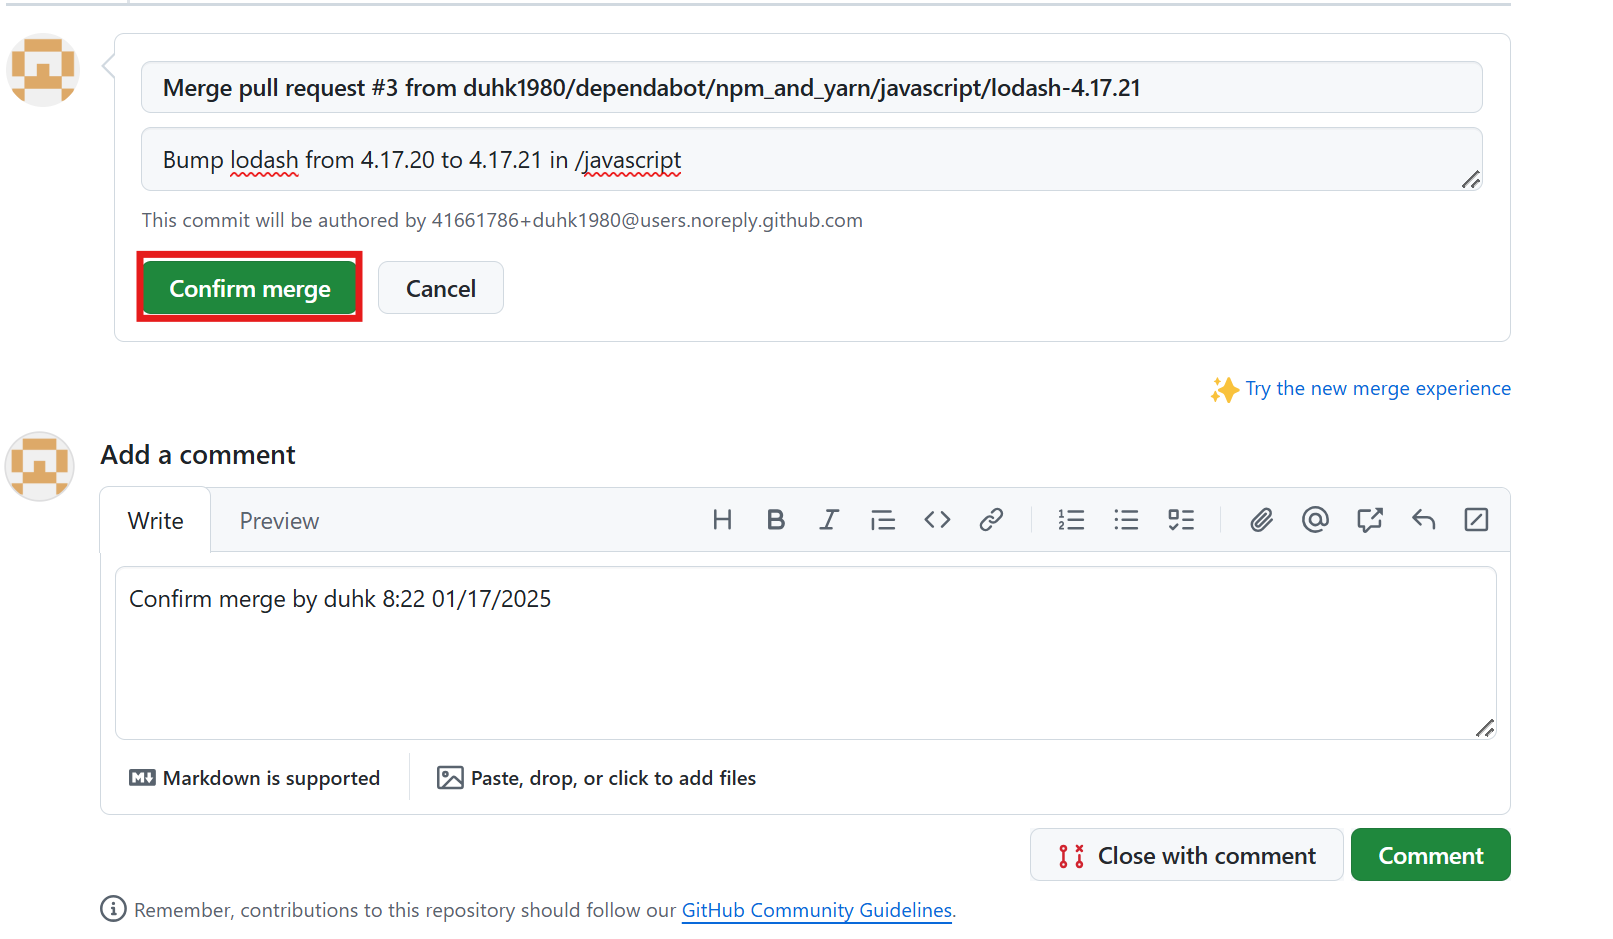 Merge pull request #3 from duhk1980/dependabot/npm_and_yarn/javascript/lodash-4.17.21
Bump lodash from 4.17.20 to 4.17.21 in /javascript
This commit will be authored by 41661786+duhk1980@users.noreply.github.com
Confirm merge Cancel
Try the new merge experience
Add a comment
Write Preview
Confirm merge by duhk 8:22 01/17/2025
Markdown is supported Paste, drop, or click to add files
Close with comment Comment
Remember, contributions to this repository should follow our GitHub Community Guidelines.